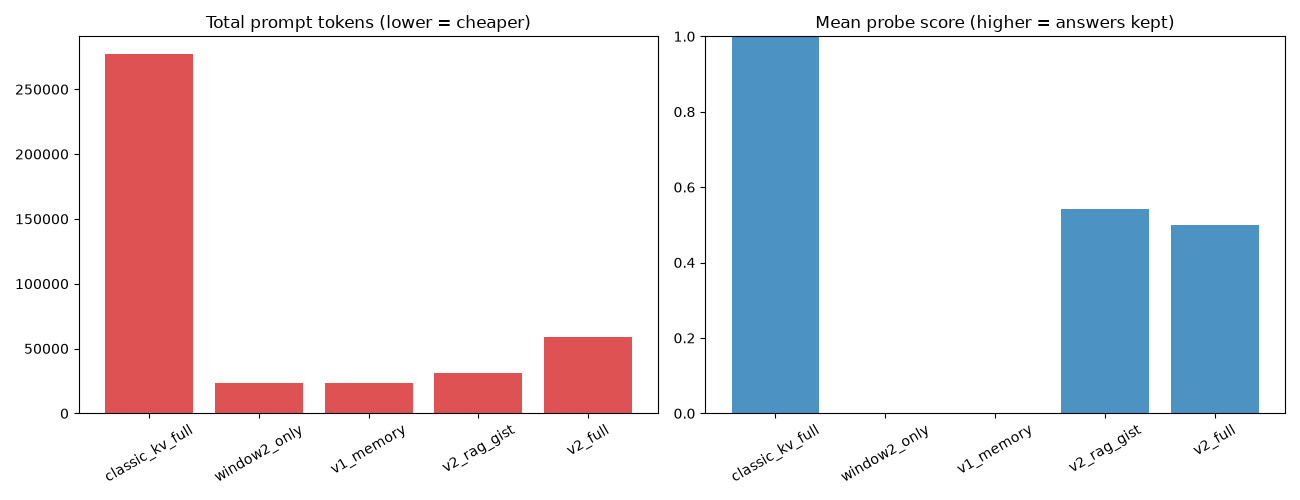 Total prompt tokens (lower = cheaper)
250000
200000
150000
100000
50000
0
classic_kv_full
window2_only
v1_memory
v2_rag_gist
v2_full
Mean probe score (higher = answers kept)
1.0
0.8
0.6
0.4
0.2
0.0
classic_kv_full
window2_only
v1_memory
v2_rag_gist
v2_full